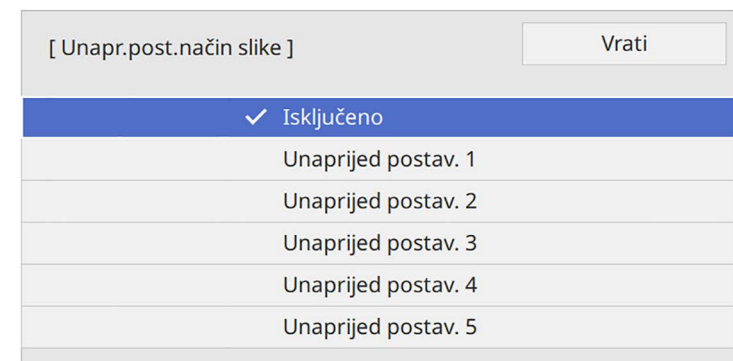 [ Unapr.post.način slike ]
Vrati
Isključeno
Unaprijed postav. 1
Unaprijed postav. 2
Unaprijed postav. 3
Unaprijed postav. 4
Unaprijed postav. 5